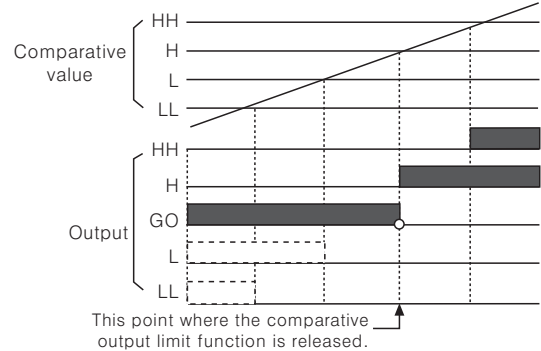 HH
Comparative
value
H
L
LL
HH
H
GO
Output
L
LL
This point where the comparative
output limit function is released.